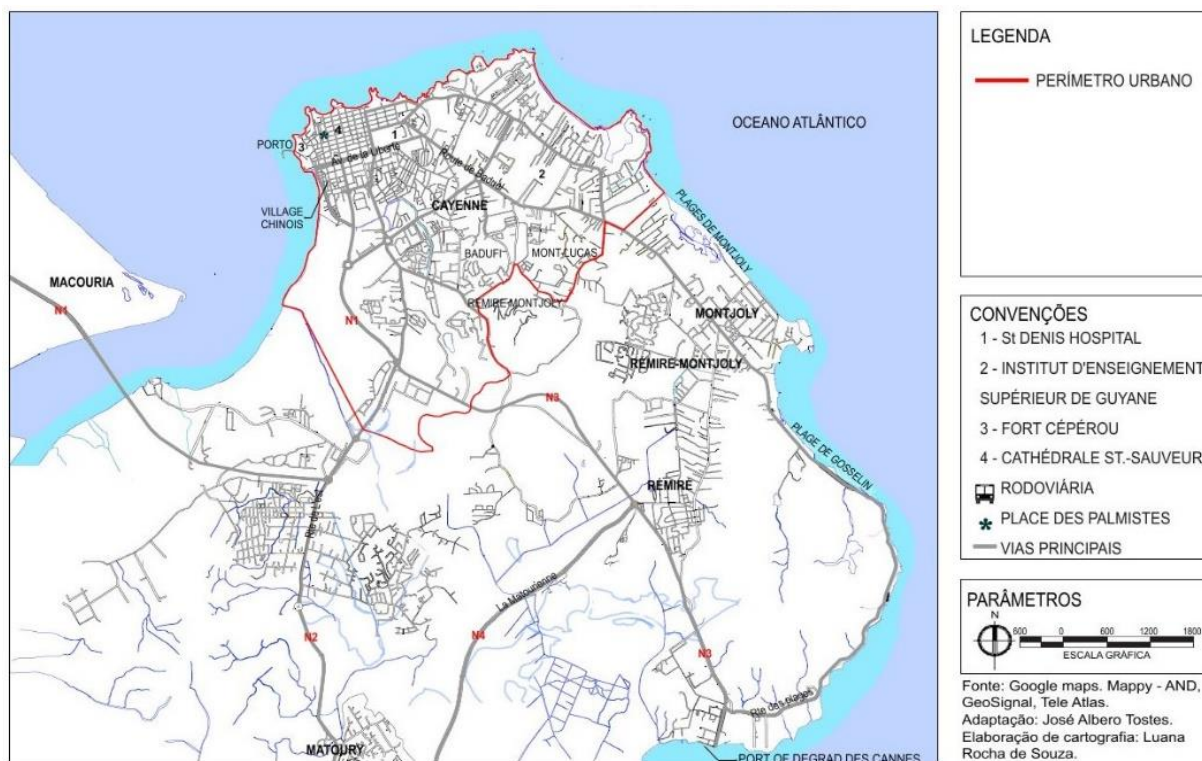 OCEANO ATLÂNTICO
PORTO
3
4
1
Av. de la Liberté
Route de Baduel
2
VILLAGE
CHINOIS
CAYENNE
PLAGES DE MONTJOLY
BADUFI
MONT-LUCAS
MACOURIA
N1
N1
REMIRE-MONTJOLY
MONTJOLY
REMIRE-MONTJOLY
N3
PLAGE DE GOSSELIN
REMIRE
La Matourienne
N2
N4
N3
Rte das plages
MATOURY
PORT OF DEGRAD DES CANNES
LEGENDA
PERÍMETRO URBANO
CONVENÇÕES
1 - St DENIS HOSPITAL
2 - INSTITUT D'ENSEIGNEMENT
SUPÉRIEUR DE GUYANE
3 - FORT CÉPÉROU
4 - CATHÉDRALE ST.-SAUVEUR
RODOVIÁRIA
* PLACE DES PALMISTES
VIAS PRINCIPAIS
PARÂMETROS
N
600 0 600 1200 1800
ESCALA GRÁFICA
Fonte: Google maps. Mappy - AND,
GeoSignal, Tele Atlas.
Adaptação: José Albero Tostes.
Elaboração de cartografia: Luana
Rocha de Souza.